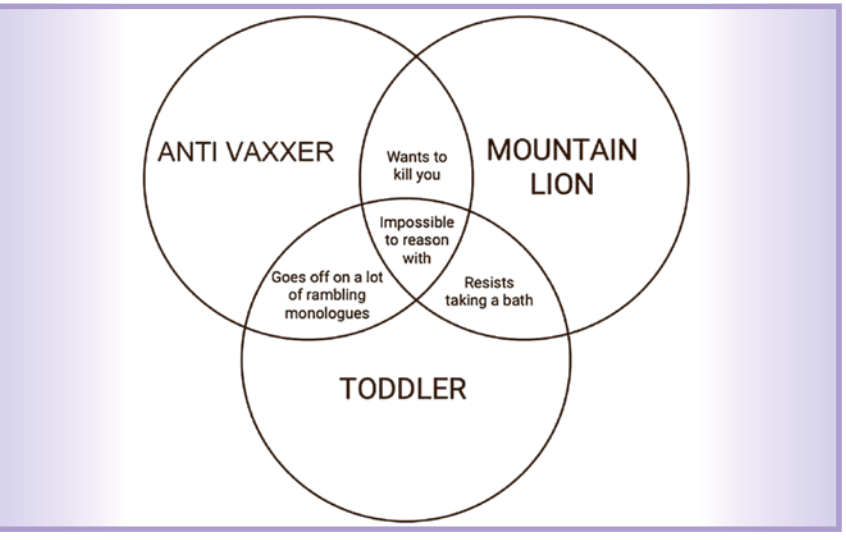 ANTI VAXXER
Wants to
kill you
MOUNTAIN
LION
Impossible
to reason
with
Goes off on a lot
of rambling
monologues
Resists
taking a bath
TODDLER